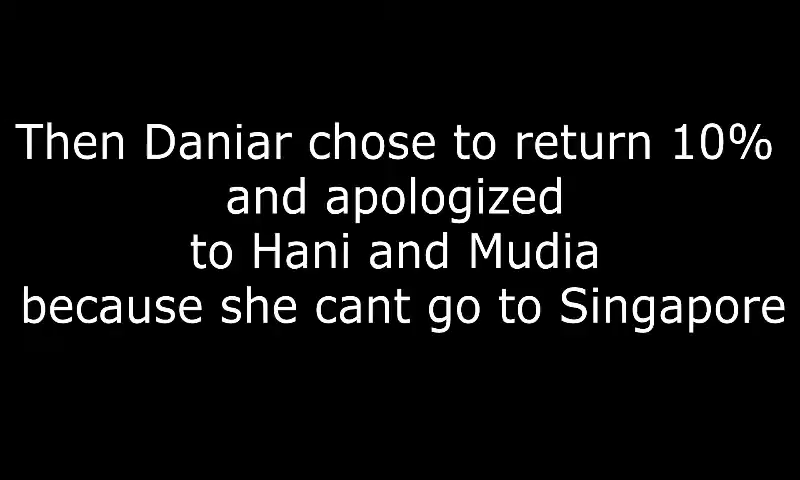 Then Daniar chose to return 10%
and apologized
to Hani and Mudia
because she cant go to Singapore